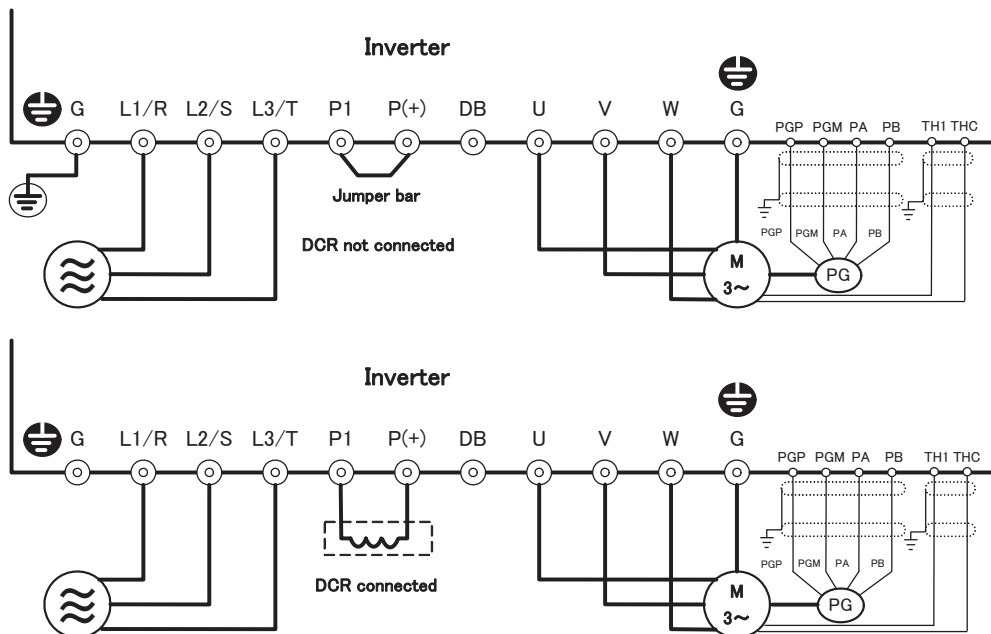 Inverter
G L1/R L2/S L3/T P1 P(+) DB U V W G
PGP PGM PA PB TH1 THC
Jumper bar
DCR not connected
PGP PGM PA PB
M
3～
PG
Inverter
G L1/R L2/S L3/T P1 P(+) DB U V W G
PGP PGM PA PB TH1 THC
DCR connected
PGP PGM PA PB
M
3～
PG